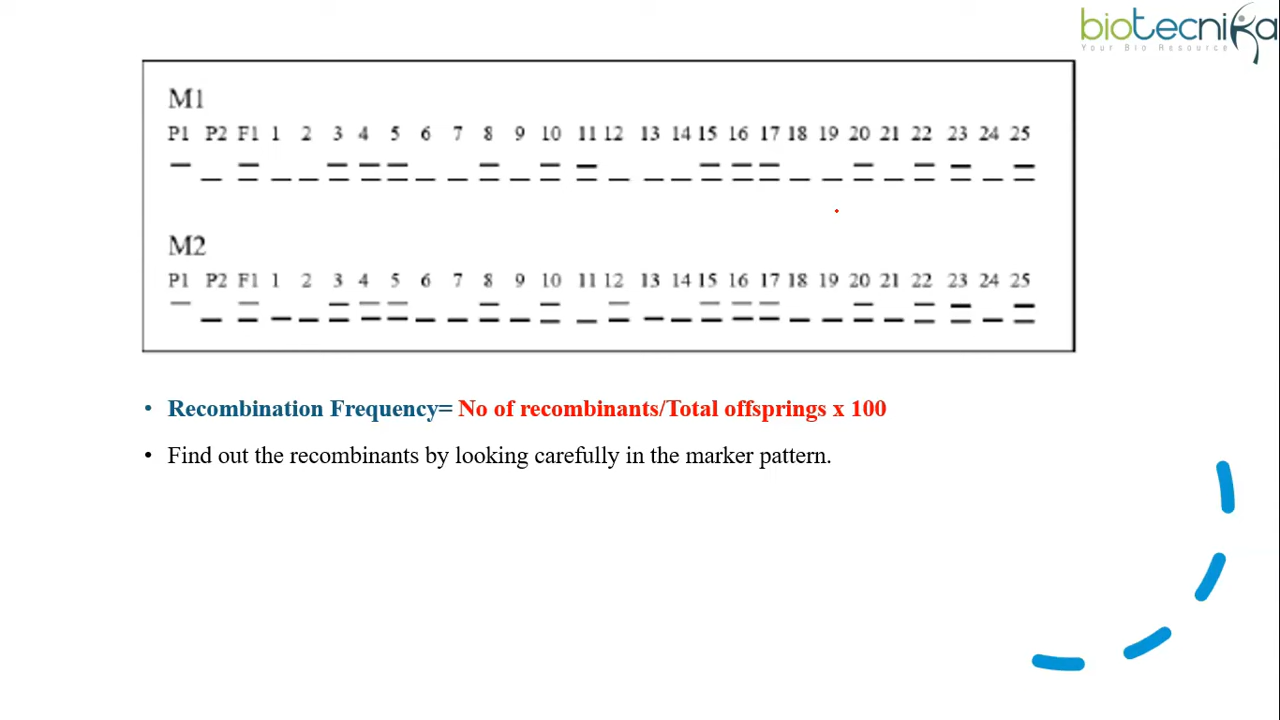 biotecnika
Your Bio Resource
M1
P1 P2 F1 1 2 3 4 5 6 7 8 9 10 11 12 13 14 15 16 17 18 19 20 21 22 23 24 25
M2
P1 P2 F1 1 2 3 4 5 6 7 8 9 10 11 12 13 14 15 16 17 18 19 20 21 22 23 24 25
• Recombination Frequency= No of recombinants/Total offsprings x 100
• Find out the recombinants by looking carefully in the marker pattern.